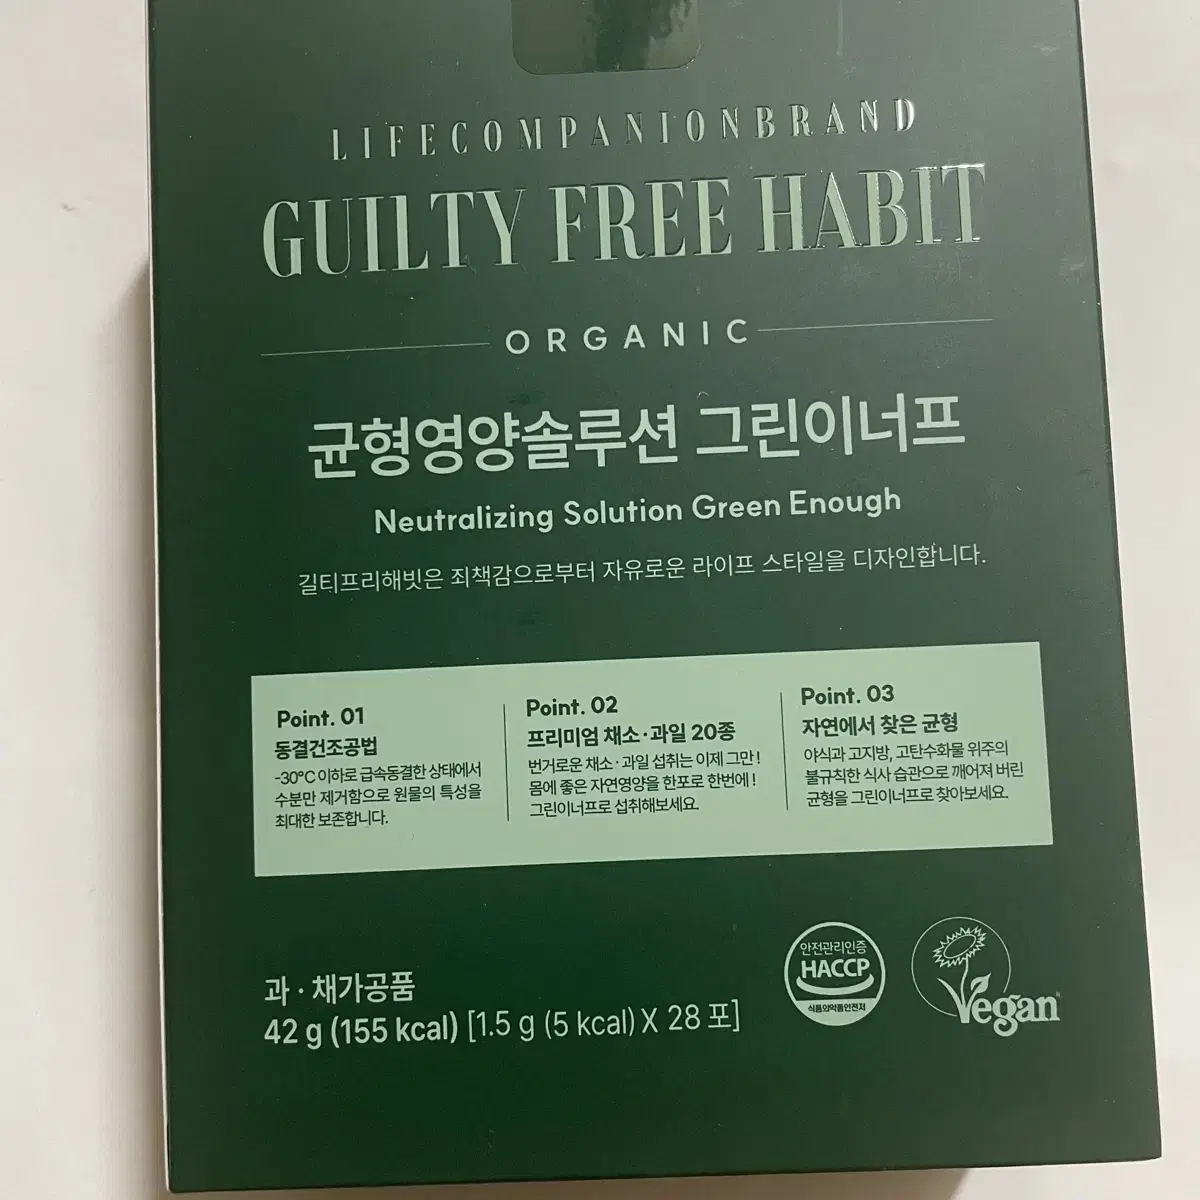 LIFECOMPANIONBRAND
GUILTY FREE HABIT
ORGANIC
균형영양솔루션 그린이너프
Neutralizing Solution Green Enough
길티프리해빗은 죄책감으로부터 자유로운 라이프 스타일을 디자인합니다.
Point. 01
동결건조공법
-30°C 이하로 급속동결한 상태에서
수분만 제거함으로 원물의 특성을
최대한 보존합니다.
Point. 02
프리미엄 채소·과일 20종
번거로운 채소·과일 섭취는 이제 그만!
몸에 좋은 자연영양을 한포로 한번에!
그린이너프로 섭취해보세요.
Point. 03
자연에서 찾은 균형
야식과 고지방, 고탄수화물 위주의
불규칙한 식사 습관으로 깨어져 버린
균형을 그린이너프로 찾아보세요.
과·채가공품
42 g (155 kcal) [1.5 g (5 kcal) X 28 포]
안전관리인증
HACCP
식품의약품안전처
Vegan